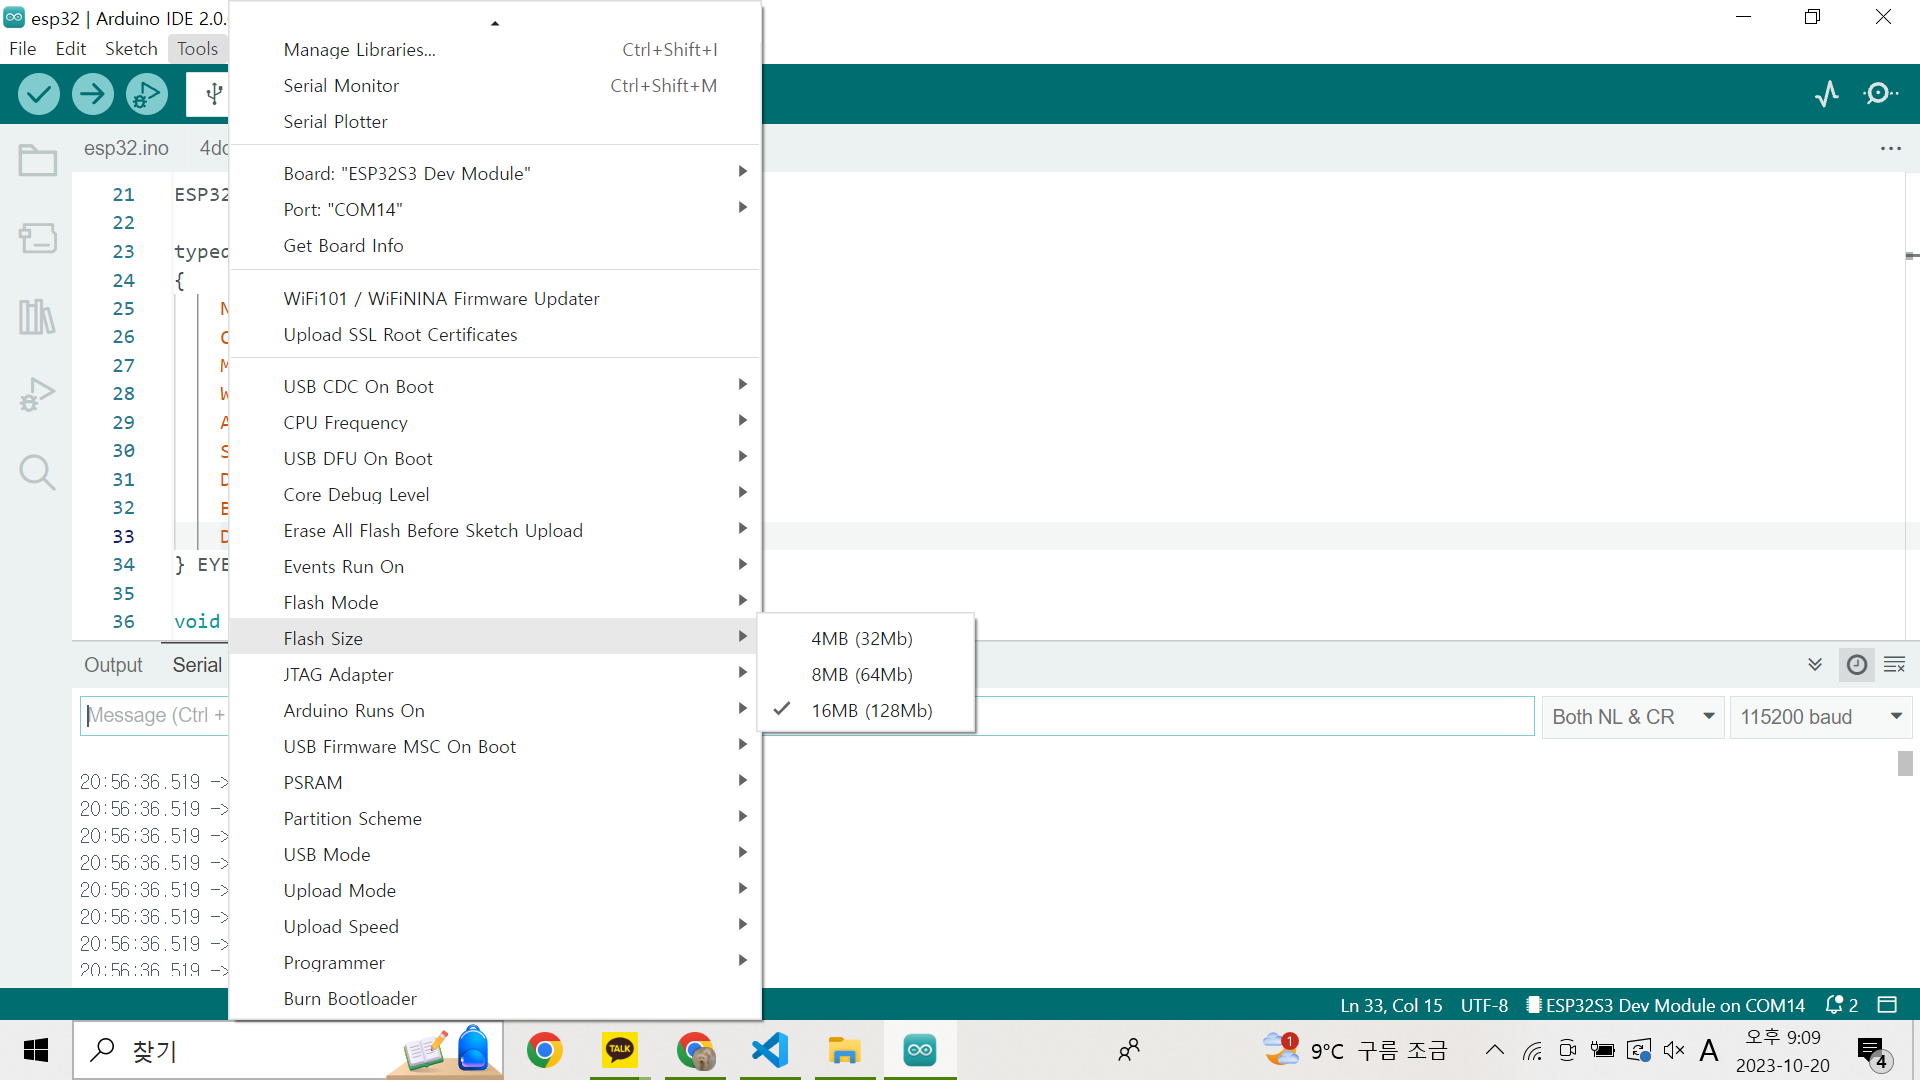 esp32 | Arduino IDE 2.0.
File Edit Sketch Tools
Manage Libraries... Ctrl+Shift+I
Serial Monitor Ctrl+Shift+M
Serial Plotter
esp32.ino
Board: "ESP32S3 Dev Module"
Port: "COM14"
Get Board Info
WiFi101 / WiFiNINA Firmware Updater
Upload SSL Root Certificates
USB CDC On Boot
CPU Frequency
USB DFU On Boot
Core Debug Level
Erase All Flash Before Sketch Upload
Events Run On
Flash Mode
Flash Size
JTAG Adapter
Arduino Runs On
USB Firmware MSC On Boot
PSRAM
Partition Scheme
USB Mode
Upload Mode
Upload Speed
Programmer
Burn Bootloader
4MB (32Mb)
8MB (64Mb)
16MB (128Mb)
21 ESP32
22
23 typed
24 {
25 N
26
27 M
28 W
29 A
30 S
31 D
32 E
33 D
34 } EYE
35
36 void
Output Serial
Message (Ctrl +
Both NL & CR
115200 baud
20:56:36.519 ->
20:56:36.519 ->
20:56:36.519 ->
20:56:36.519 ->
20:56:36.519 ->
20:56:36.519 ->
20:56:36.519 ->
20:56:36.519 ->
Ln 33, Col 15 UTF-8 ESP32S3 Dev Module on COM14 2
찾기
TALK
1
9°C 구름 조금
A
오후 9:09
2023-10-20
4